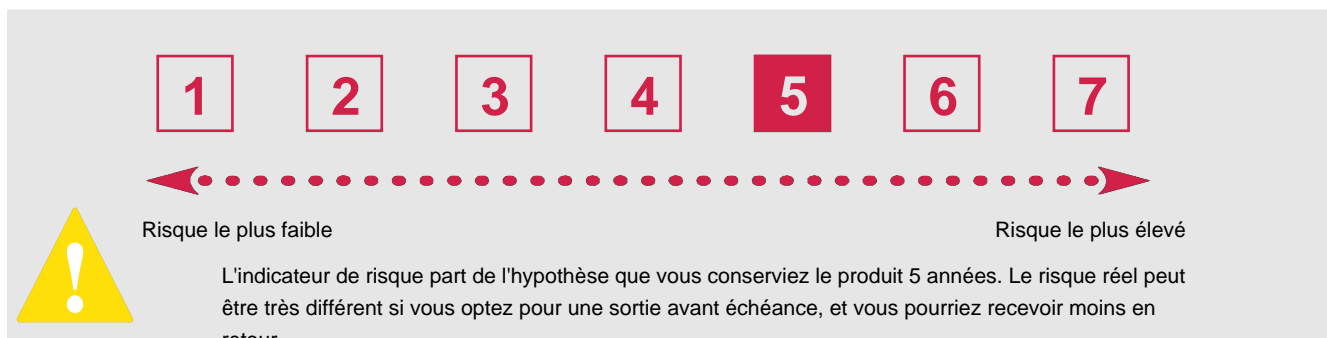 1 2 3 4 5 6 7
Risque le plus faible Risque le plus élevé
L'indicateur de risque part de l'hypothèse que vous conserviez le produit 5 années. Le risque réel peut
être très différent si vous optez pour une sortie avant échéance, et vous pourriez recevoir moins en